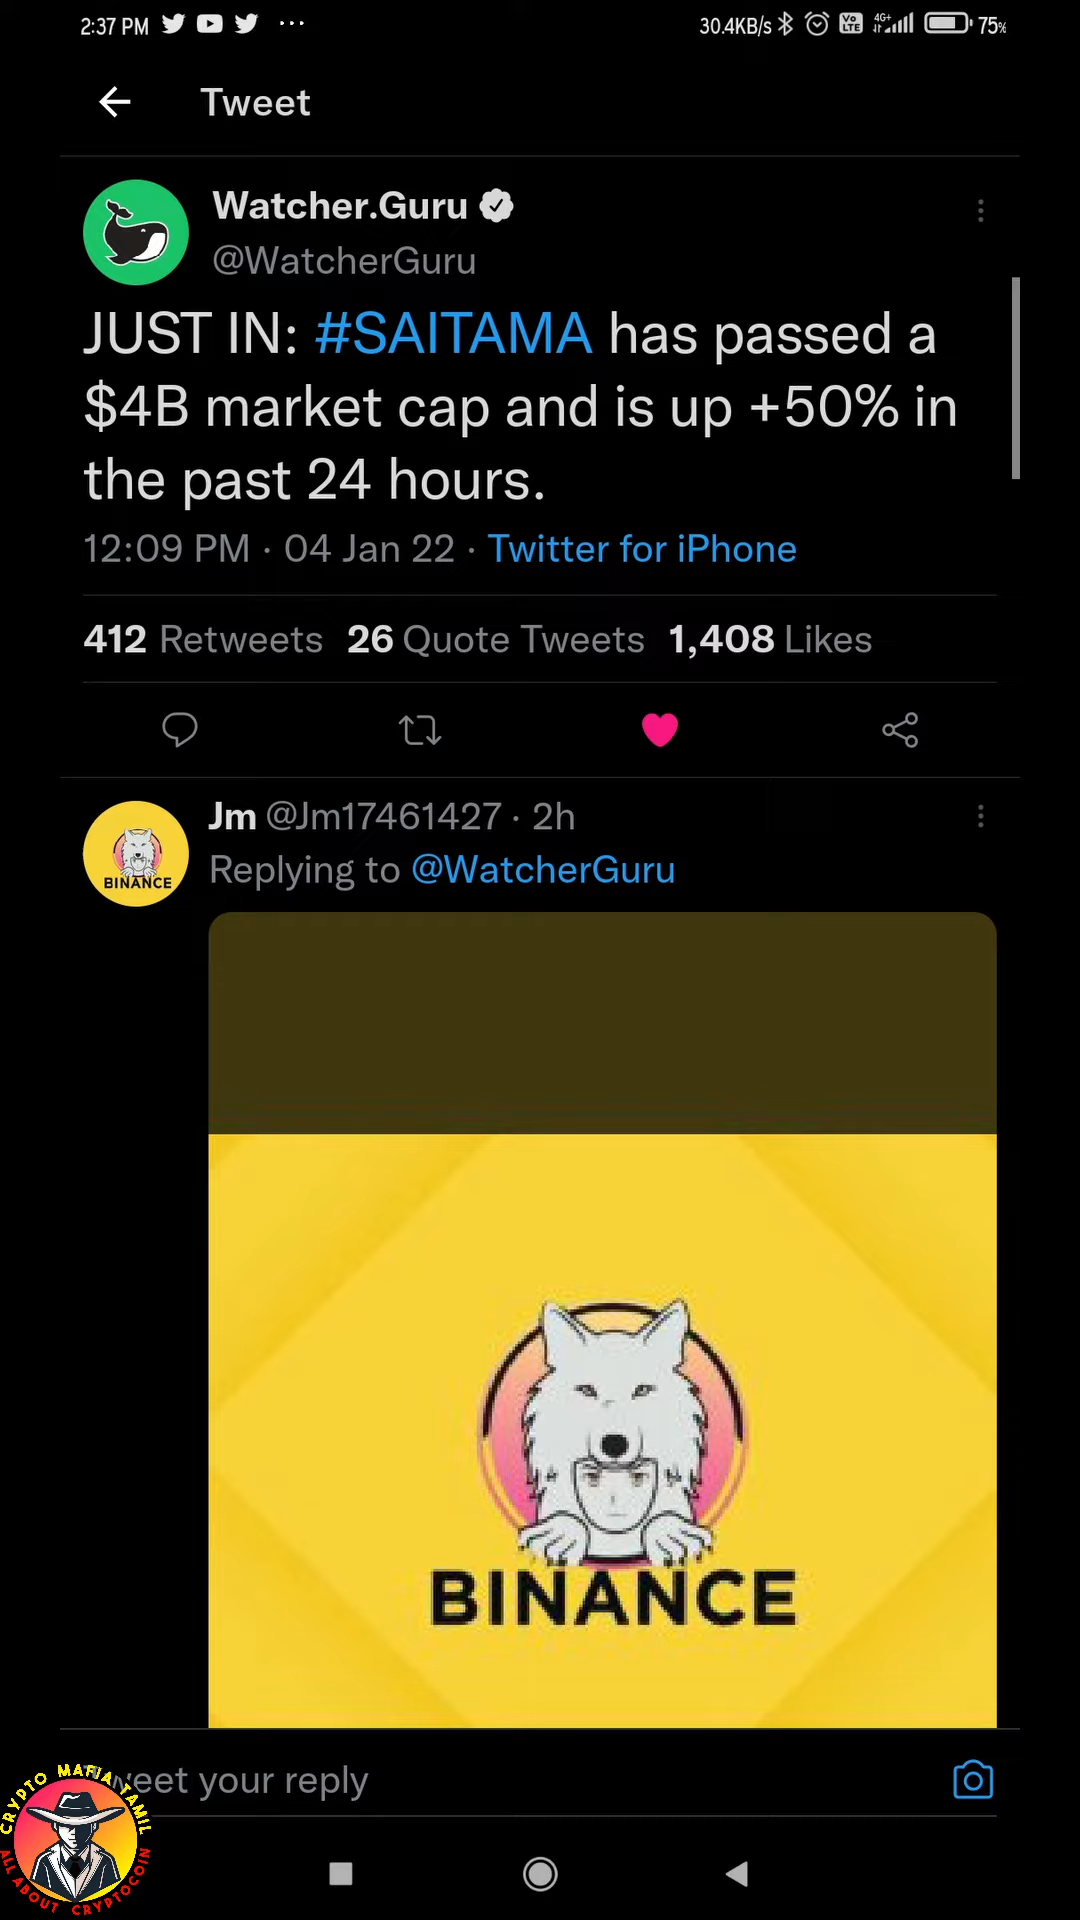 2:37 PM ... 30.4KB/s Vo LTE 4G+ 75%
Tweet
Watcher.Guru
@WatcherGuru
JUST IN: #SAITAMA has passed a
$4B market cap and is up +50% in
the past 24 hours.
12:09 PM · 04 Jan 22 · Twitter for iPhone
412 Retweets 26 Quote Tweets 1,408 Likes
Jm @Jm17461427 · 2h
BINANCE
Replying to @WatcherGuru
BINANCE
Tweet your reply
CRYPTO MAFIA TAMIL
ALL ABOUT CRYPTOCOIN